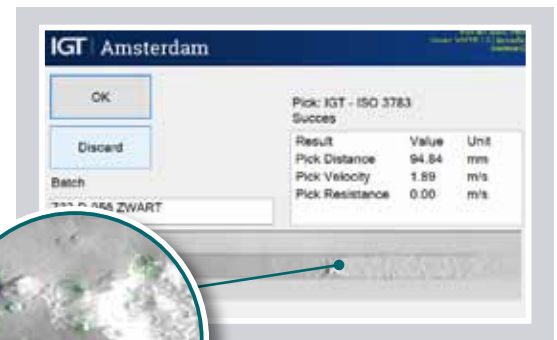 IGT Amsterdam
OK
Discard
Batch
ZWART
Pick: IGT - ISO 3783
Succes
Result Value Unit
Pick Distance 94.84 mm
Pick Velocity 1.89 m/s
Pick Resistance 0.00 m/s